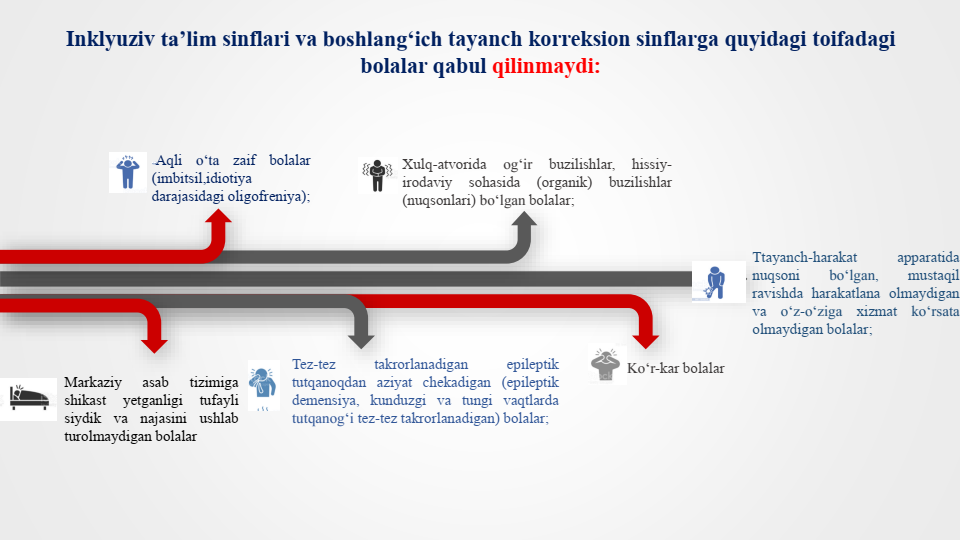 Inklyuziv ta’lim sinflari va boshlang‘ich tayanch korreksion sinflarga quyidagi toifadagi
bolalar qabul qilinmaydi:
Aqli o‘ta zaif bolalar
(imbitsil,idiotiya
darajasidagi oligofreniya);
Xulq-atvorida og‘ir buzilishlar, hissiy-
irodaviy sohasida (organik) buzilishlar
(nuqsonlari) bo‘lgan bolalar;
Ttayanch-harakat apparatida
nuqsoni bo‘lgan, mustaqil
ravishda harakatlana olmaydigan
va o‘z-o‘ziga xizmat ko‘rsata
olmaydigan bolalar;
Markaziy asab tizimiga
shikast yetganligi tufayli
siydik va najasini ushlab
turolmaydigan bolalar
Tez-tez takrorlanadigan epileptik
tutqanoqdan aziyat chekadigan (epileptik
demensiya, kunduzgi va tungi vaqtlarda
tutqanog‘i tez-tez takrorlanadigan) bolalar;
Ko‘r-kar bolalar